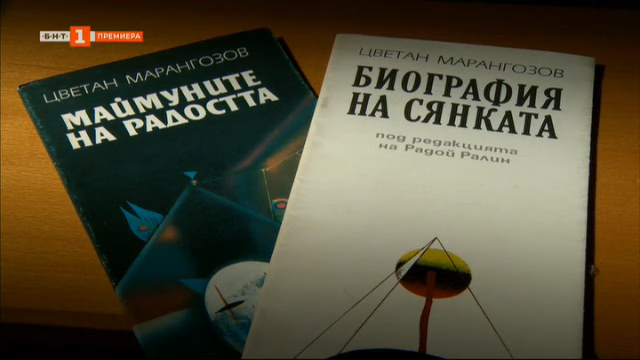 БНТ 1 ПРЕМИЕРА
ЦВЕТАН МАРАНГОЗОВ
МАЙМУНИТЕ
НА РАДОСТТА
ЦВЕТАН МАРАНГОЗОВ
БИОГРАФИЯ
НА СЯНКАТА
под редакцията
на Радой Ралин